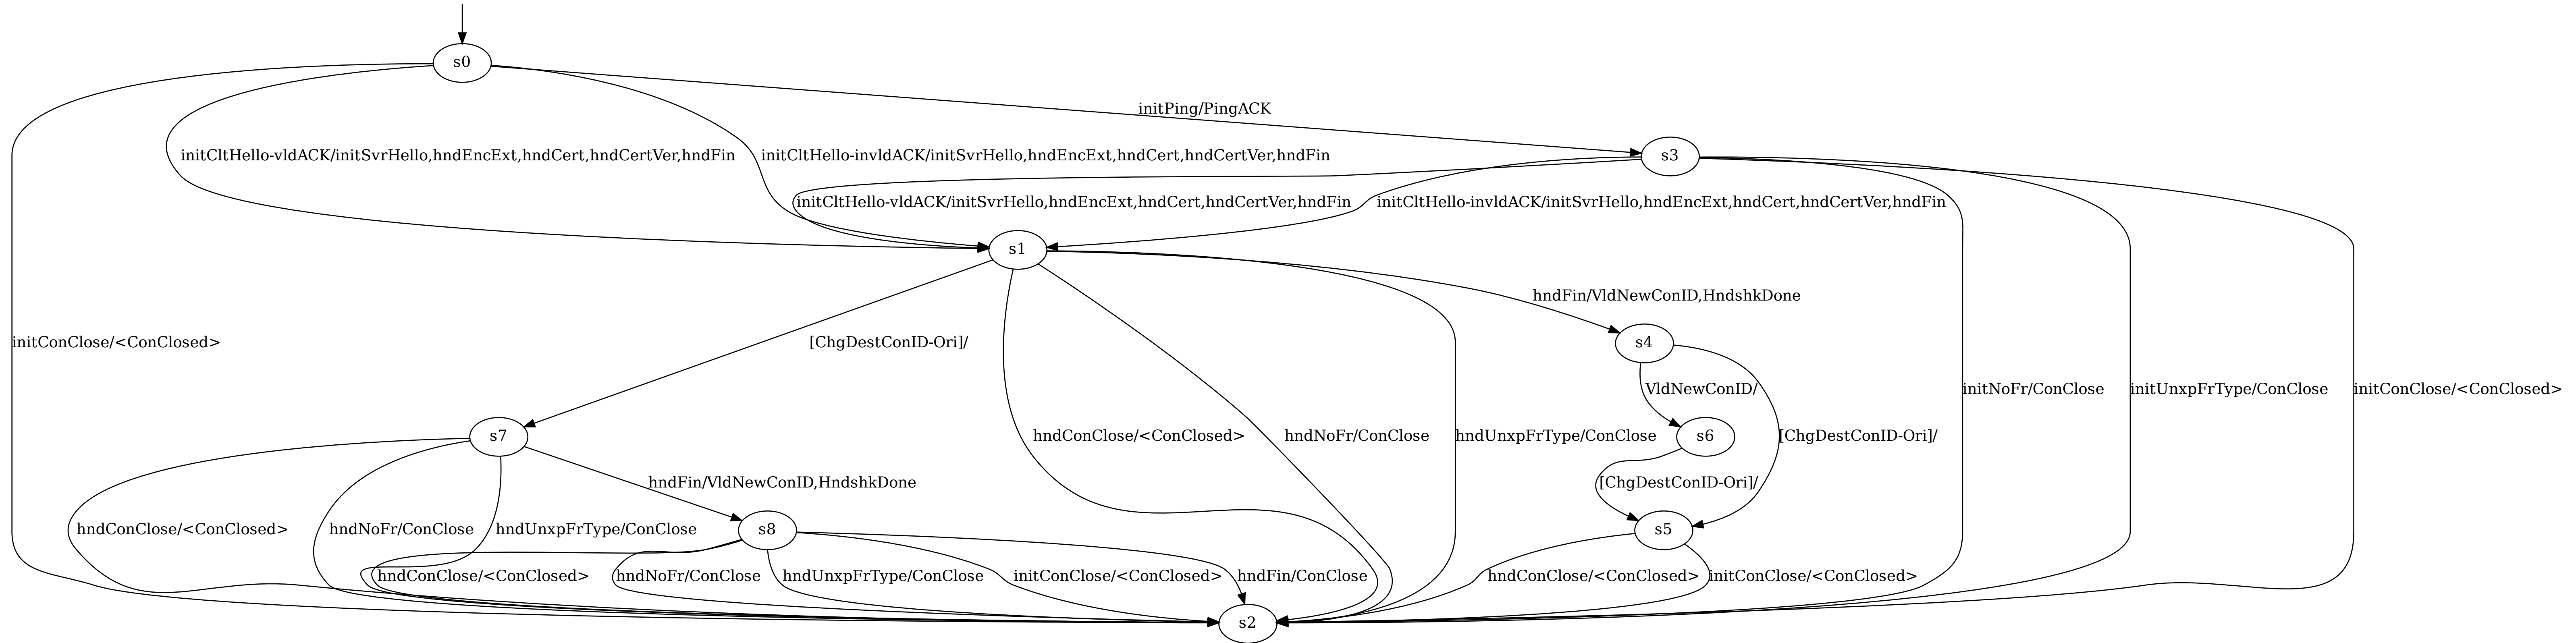 s0
initPing/PingACK
initCltHello-vldACK/initSvrHello,hndEncExt,hndCert,hndCertVer,hndFin
initCltHello-invldACK/initSvrHello,hndEncExt,hndCert,hndCertVer,hndFin
s3
initCltHello-vldACK/initSvrHello,hndEncExt,hndCert,hndCertVer,hndFin
initCltHello-invldACK/initSvrHello,hndEncExt,hndCert,hndCertVer,hndFin
s1
hndFin/VldNewConID,HndshkDone
initConClose/<ConClosed>
[ChgDestConID-Ori]/
s4
VldNewConID/
initNoFr/ConClose
initUnxpFrType/ConClose
initConClose/<ConClosed>
s7
hndConClose/<ConClosed>
hndNoFr/ConClose
hndUnxpFrType/ConClose
s6
[ChgDestConID-Ori]/
hndFin/VldNewConID,HndshkDone
[ChgDestConID-Ori]/
hndConClose/<ConClosed>
hndNoFr/ConClose
hndUnxpFrType/ConClose
s8
s5
hndConClose/<ConClosed>
hndNoFr/ConClose
hndUnxpFrType/ConClose
initConClose/<ConClosed>
hndFin/ConClose
hndConClose/<ConClosed>
initConClose/<ConClosed>
s2